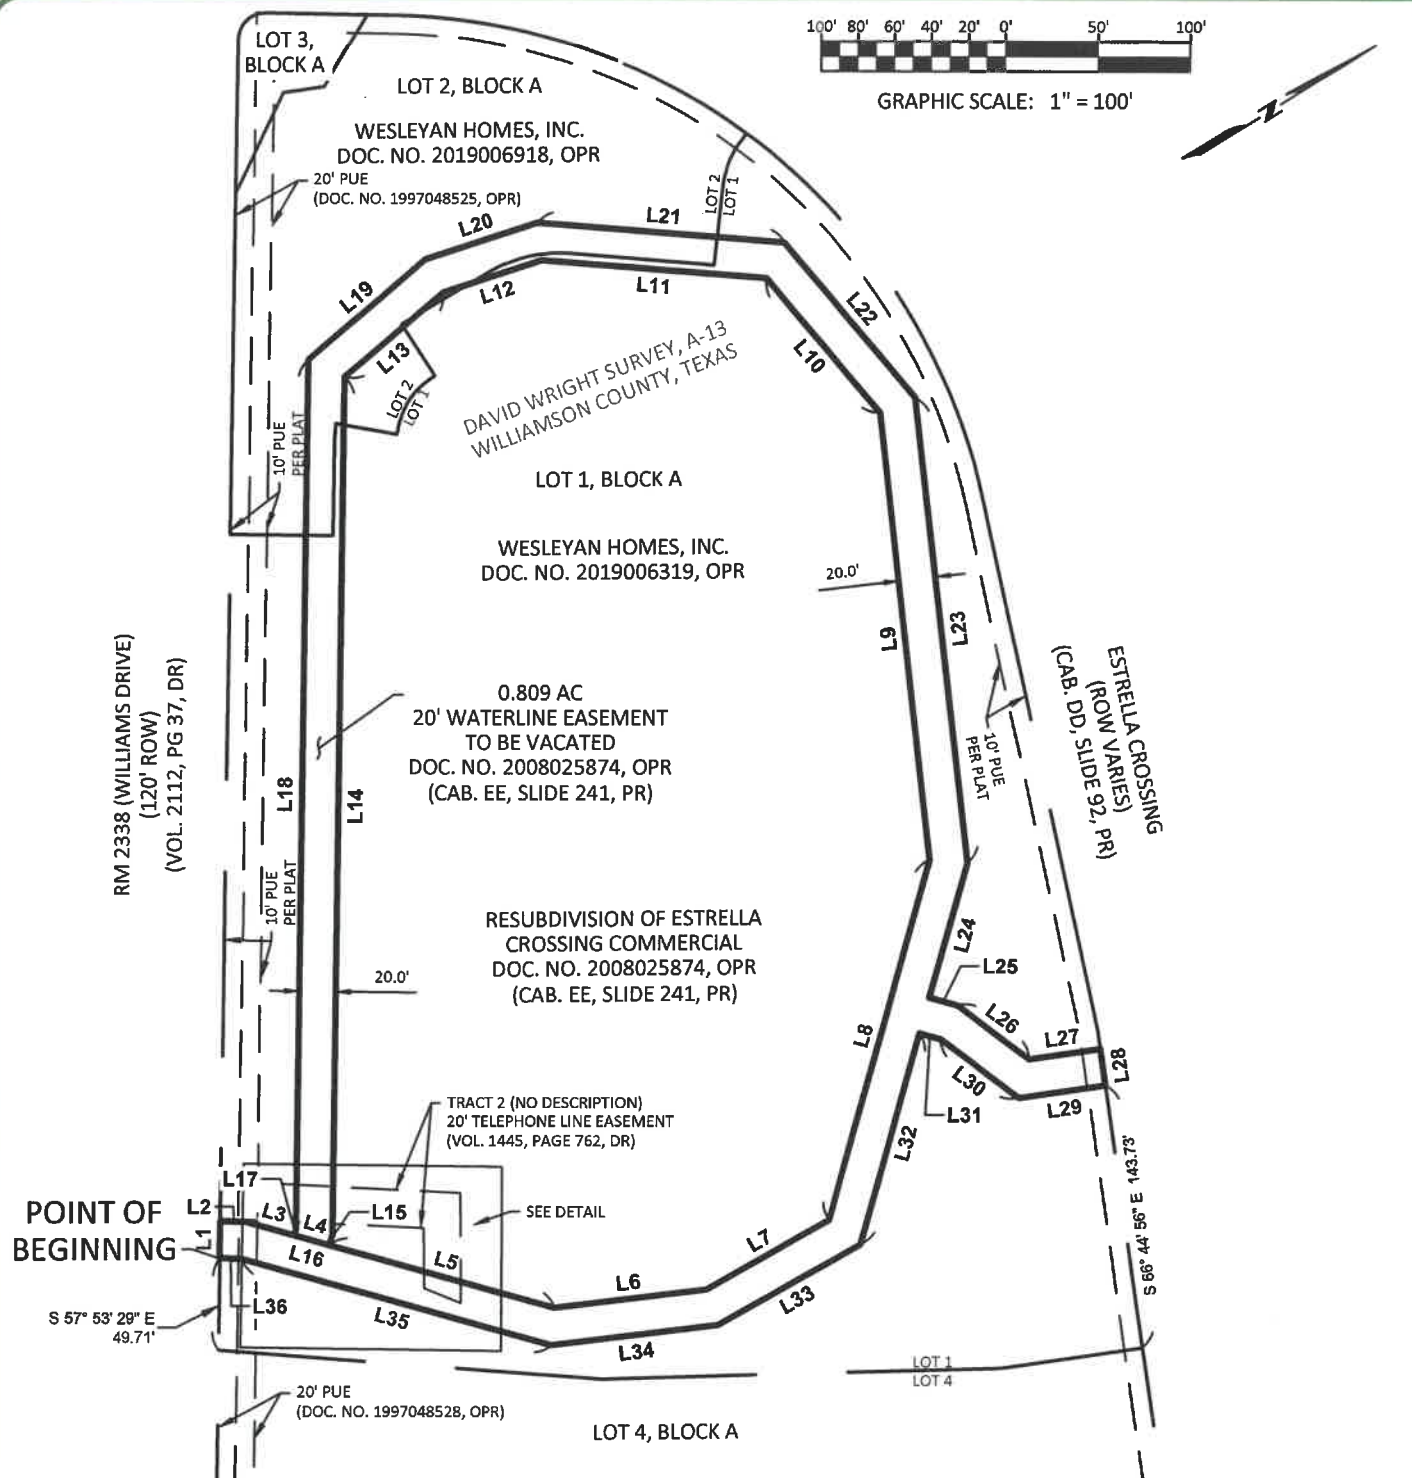 100' 80' 60' 40' 20' 0' 50' 100'
GRAPHIC SCALE: 1" = 100'
N
LOT 3,
BLOCK A
LOT 2, BLOCK A
WESLEYAN HOMES, INC.
DOC. NO. 2019006918, OPR
20' PUE
(DOC. NO. 1997048525, OPR)
LOT 2
LOT 1
L20
L21
L19
L12
L11
L22
L13
L10
LOT 2
LOT 1
DAVID WRIGHT SURVEY, A-13
WILLIAMSON COUNTY, TEXAS
10' PUE
PER PLAT
LOT 1, BLOCK A
WESLEYAN HOMES, INC.
DOC. NO. 2019006319, OPR
20.0'
L9
L23
RM 2338 (WILLIAMS DRIVE)
(120' ROW)
(VOL. 2112, PG 37, DR)
ESTRELLA CROSSING
(ROW VARIES)
(CAB. DD, SLIDE 92, PR)
0.809 AC
20' WATERLINE EASEMENT
TO BE VACATED
DOC. NO. 2008025874, OPR
(CAB. EE, SLIDE 241, PR)
L18
L14
10' PUE
PER PLAT
10' PUE
PER PLAT
RESUBDIVISION OF ESTRELLA
CROSSING COMMERCIAL
DOC. NO. 2008025874, OPR
(CAB. EE, SLIDE 241, PR)
20.0'
L24
L25
L26
L27
L28
L8
L30
L29
L31
L32
TRACT 2 (NO DESCRIPTION)
20' TELEPHONE LINE EASEMENT
(VOL. 1445, PAGE 762, DR)
L17
L2
L3
L4
L15
SEE DETAIL
POINT OF
BEGINNING
L1
L16
L5
L7
L6
L36
L35
L33
L34
S 57° 53' 29" E
49.71'
S 66° 44' 56" E 143.73'
LOT 1
LOT 4
20' PUE
(DOC. NO. 1997048528, OPR)
LOT 4, BLOCK A